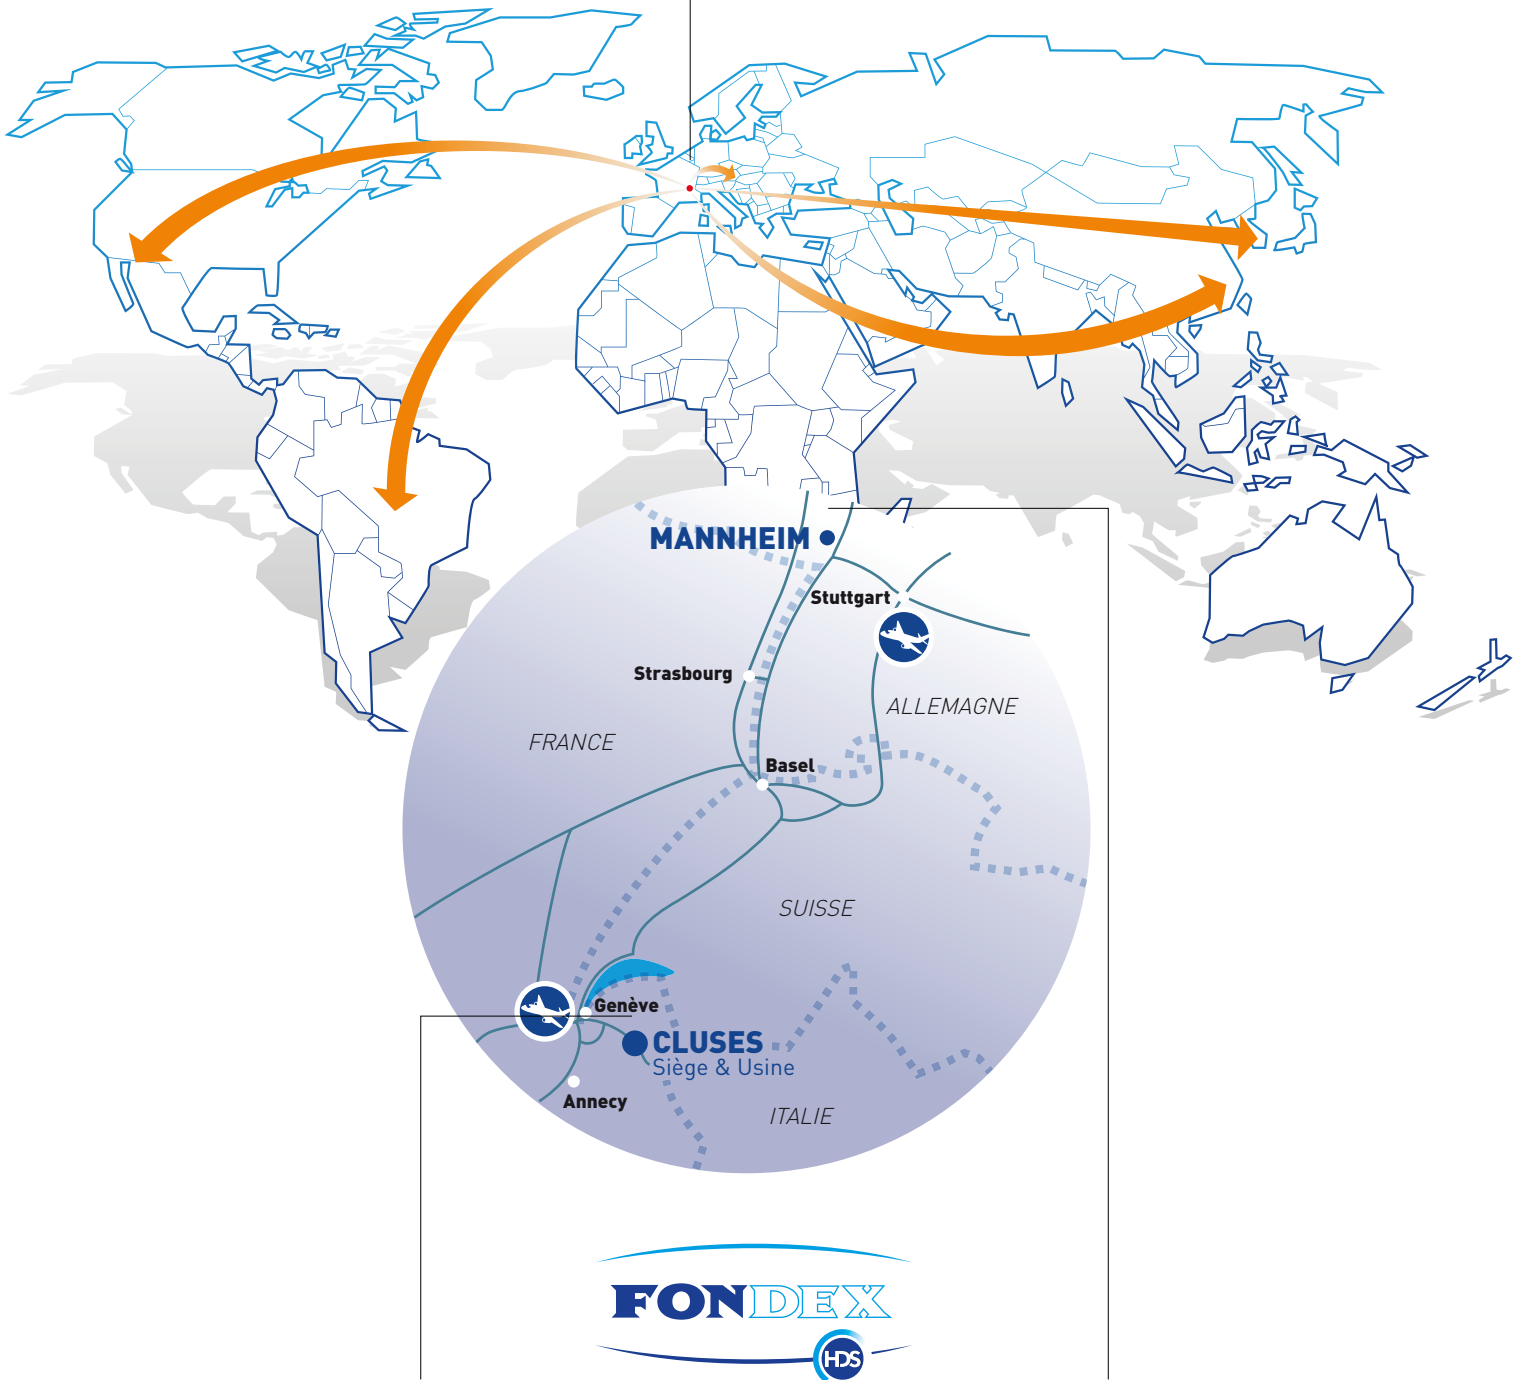 MANNHEIM
Stuttgart
Strasbourg
ALLEMAGNE
FRANCE
Basel
SUISSE
Genève
CLUSES
Siège & Usine
Annecy
ITALIE
FONDEX
HDS